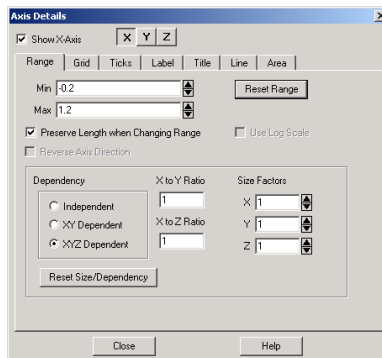 Axis Details
Show X-Axis X Y Z
Range Grid Ticks Label Title Line Area
Min -0.2 Reset Range
Max 1.2
Preserve Length when Changing Range Use Log Scale
Reverse Axis Direction
Dependency X to Y Ratio Size Factors
Independent 1 X 1
XY Dependent X to Z Ratio Y 1
XYZ Dependent 1 Z 1
Reset Size/Dependency
Close Help